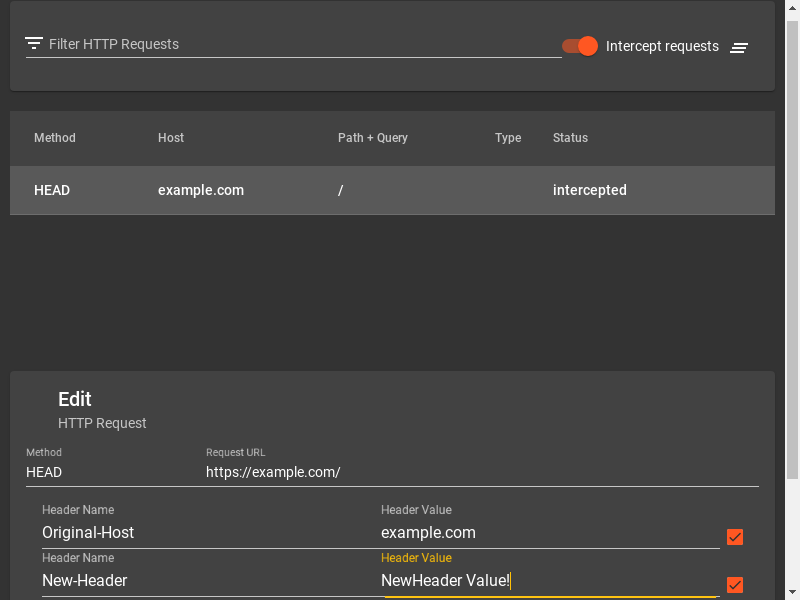 Filter HTTP Requests Intercept requests
Method Host Path + Query Type Status
HEAD example.com / intercepted
Edit
HTTP Request
Method Request URL
HEAD https://example.com/
Header Name Header Value
Original-Host example.com
Header Name Header Value
New-Header NewHeader Value!